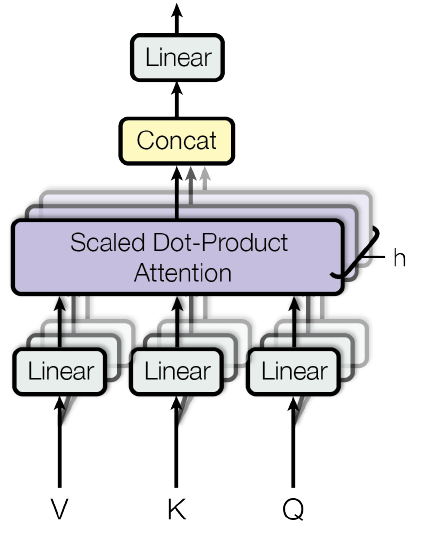 Linear
Concat
Scaled Dot-Product
Attention
h
Linear
Linear
Linear
V
K
Q